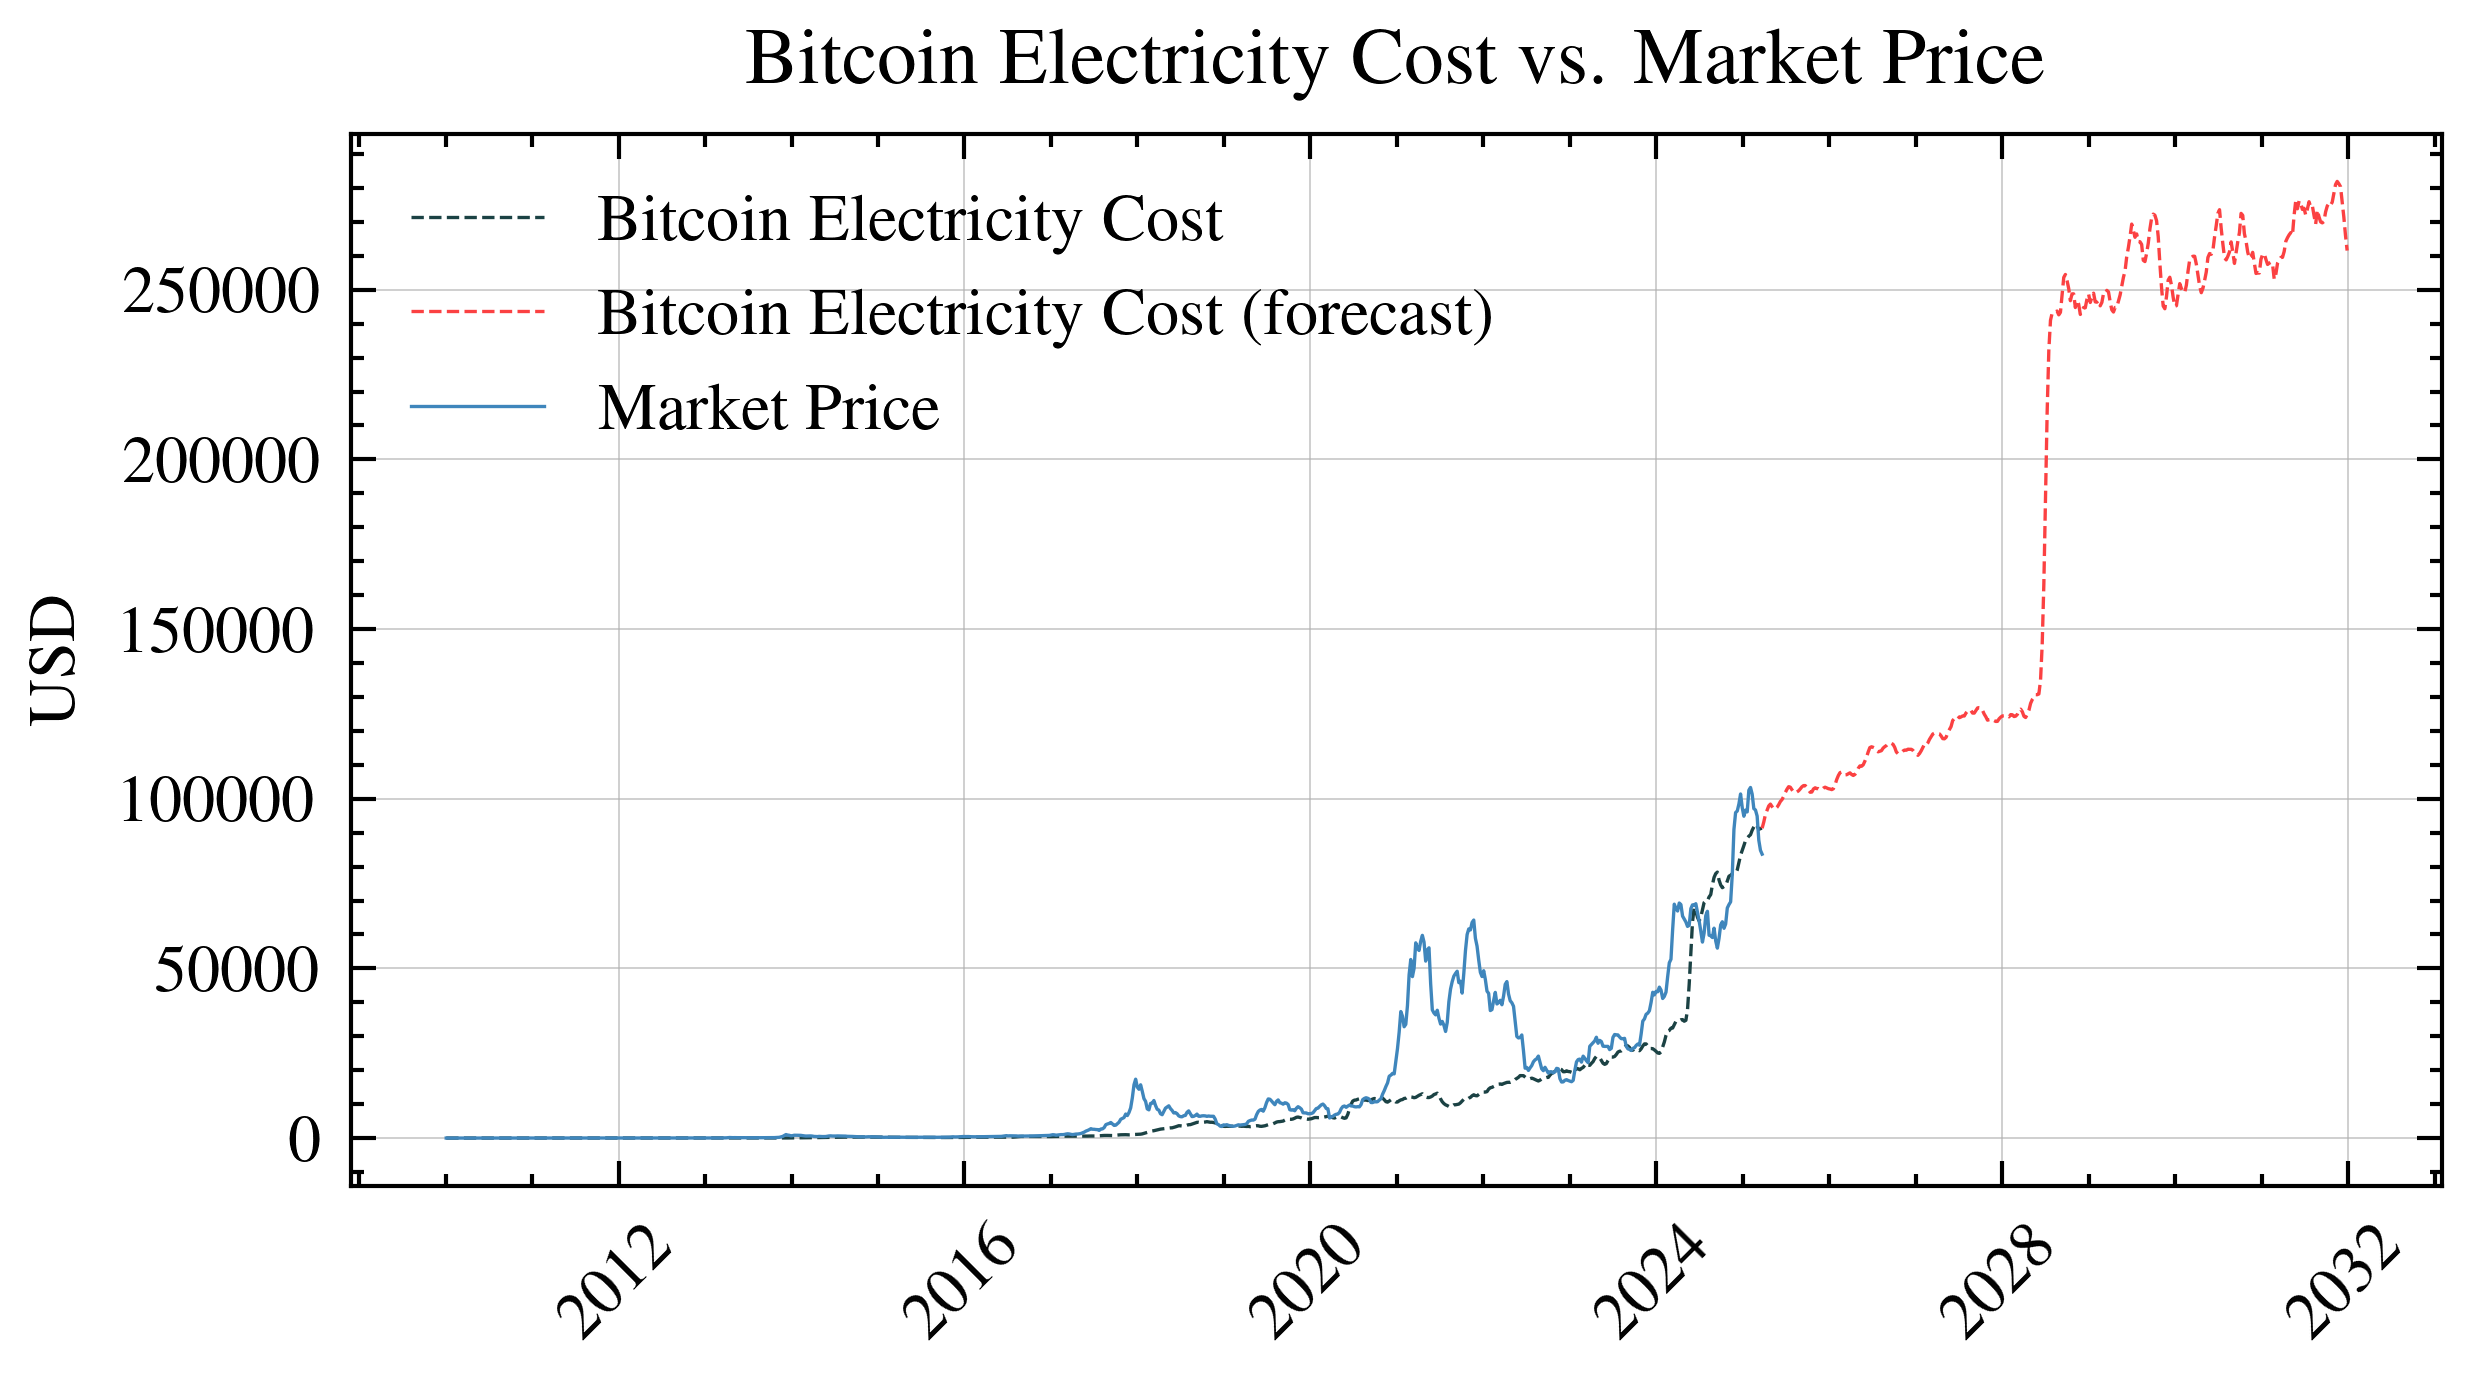 Bitcoin Electricity Cost vs. Market Price
Bitcoin Electricity Cost
Bitcoin Electricity Cost (forecast)
Market Price
USD
250000
200000
150000
100000
50000
0
2012
2016
2020
2024
2028
2032